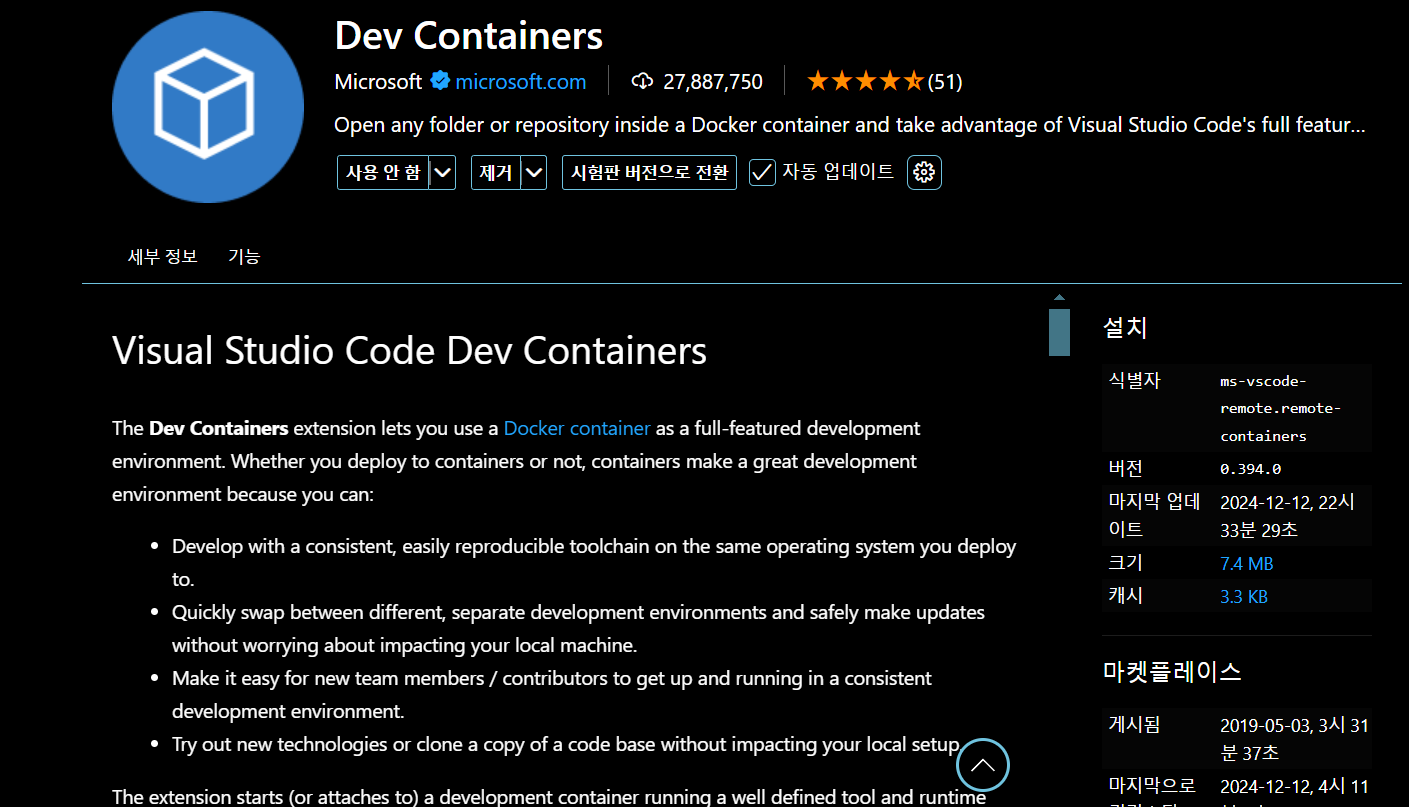 Dev Containers
Microsoft microsoft.com 27,887,750 (51)
Open any folder or repository inside a Docker container and take advantage of Visual Studio Code's full featur...
사용 안 함 제거 시험판 버전으로 전환 자동 업데이트
세부 정보 기능
Visual Studio Code Dev Containers
The Dev Containers extension lets you use a Docker container as a full-featured development
environment. Whether you deploy to containers or not, containers make a great development
environment because you can:
• Develop with a consistent, easily reproducible toolchain on the same operating system you deploy
to.
• Quickly swap between different, separate development environments and safely make updates
without worrying about impacting your local machine.
• Make it easy for new team members / contributors to get up and running in a consistent
development environment.
• Try out new technologies or clone a copy of a code base without impacting your local setup.
The extension starts (or attaches to) a development container running a well defined tool and runtime
설치
식별자 ms-vscode-
remote.remote-
containers
버전 0.394.0
마지막 업데 2024-12-12, 22시
이트 33분 29초
크기 7.4 MB
캐시 3.3 KB
마켓플레이스
게시됨 2019-05-03, 3시 31
분 37초
마지막으로 2024-12-12, 4시 11